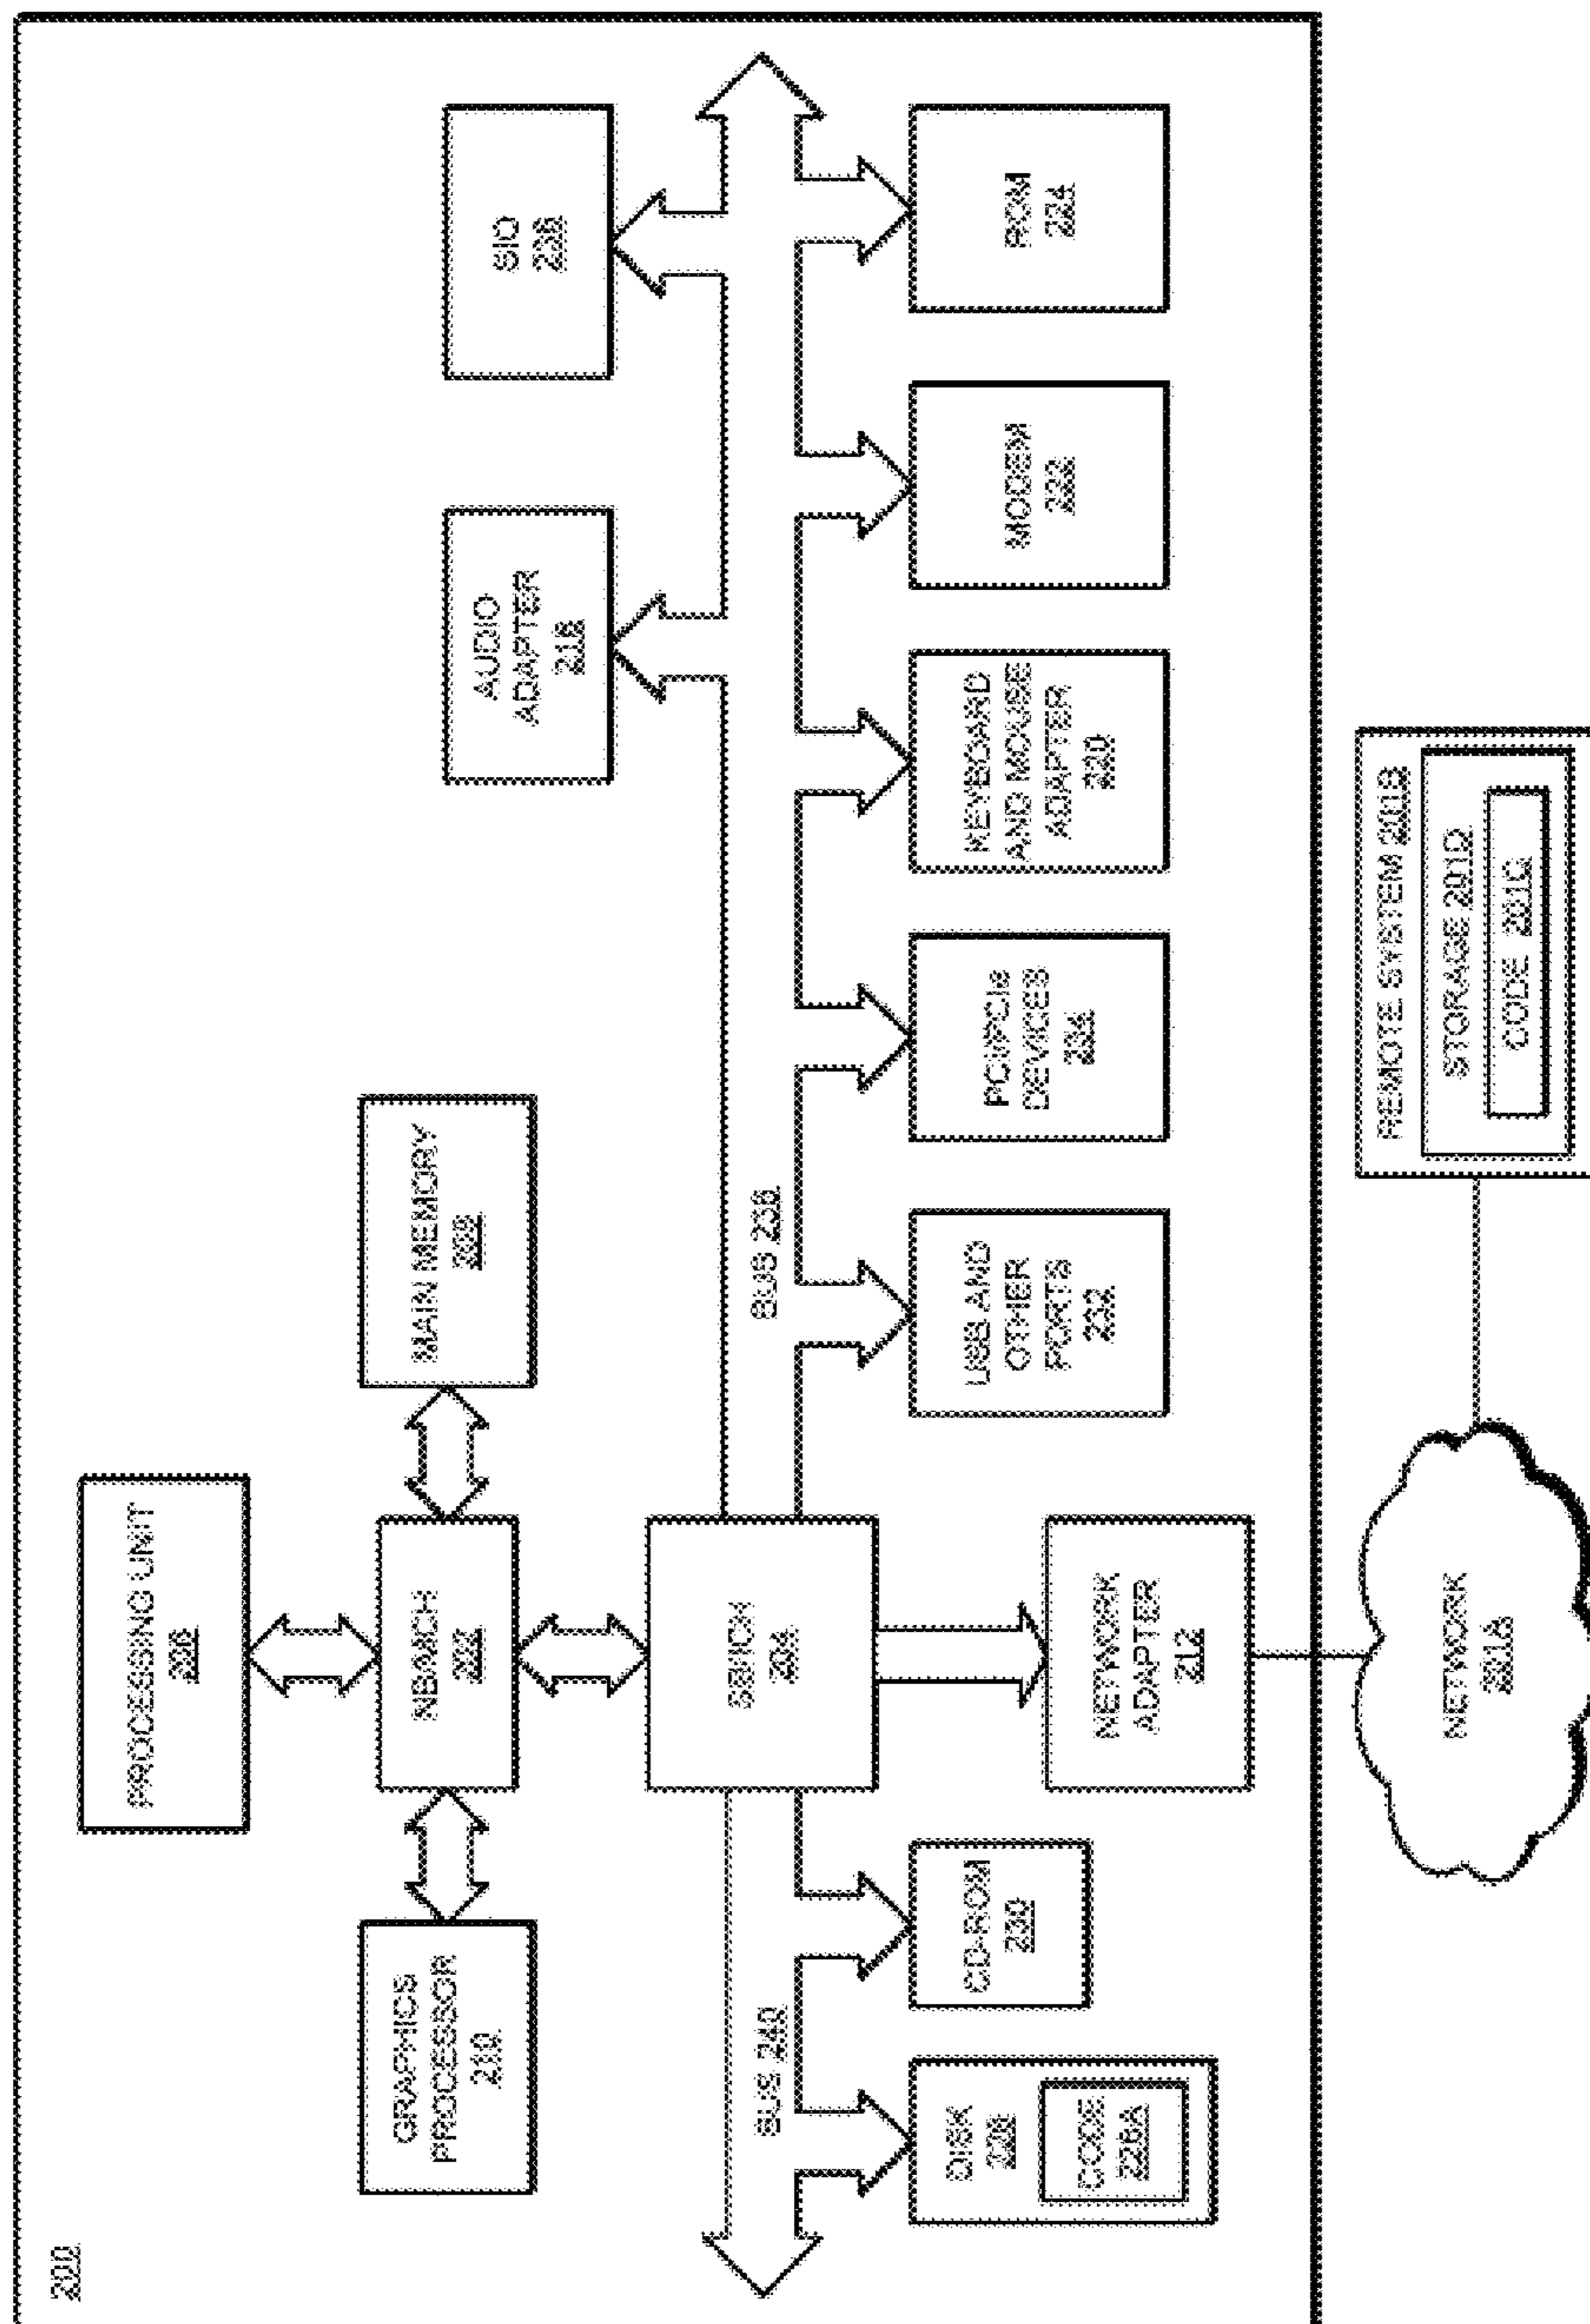 200
PROCESSING UNIT
206
GRAPHICS
PROCESSOR
210
NB/MCH
202
MAIN MEMORY
208
AUDIO
ADAPTER
216
SIO
236
SB/ICH
204
BUS 240
BUS 238
DISK
226
CODE
226A
CD-ROM
230
NETWORK
ADAPTER
212
USB AND
OTHER
PORTS
232
PCI/PCIe
DEVICES
234
KEYBOARD
AND MOUSE
ADAPTER
220
MODEM
222
ROM
224
NETWORK
201A
REMOTE SYSTEM 201B
STORAGE 201D
CODE 201C